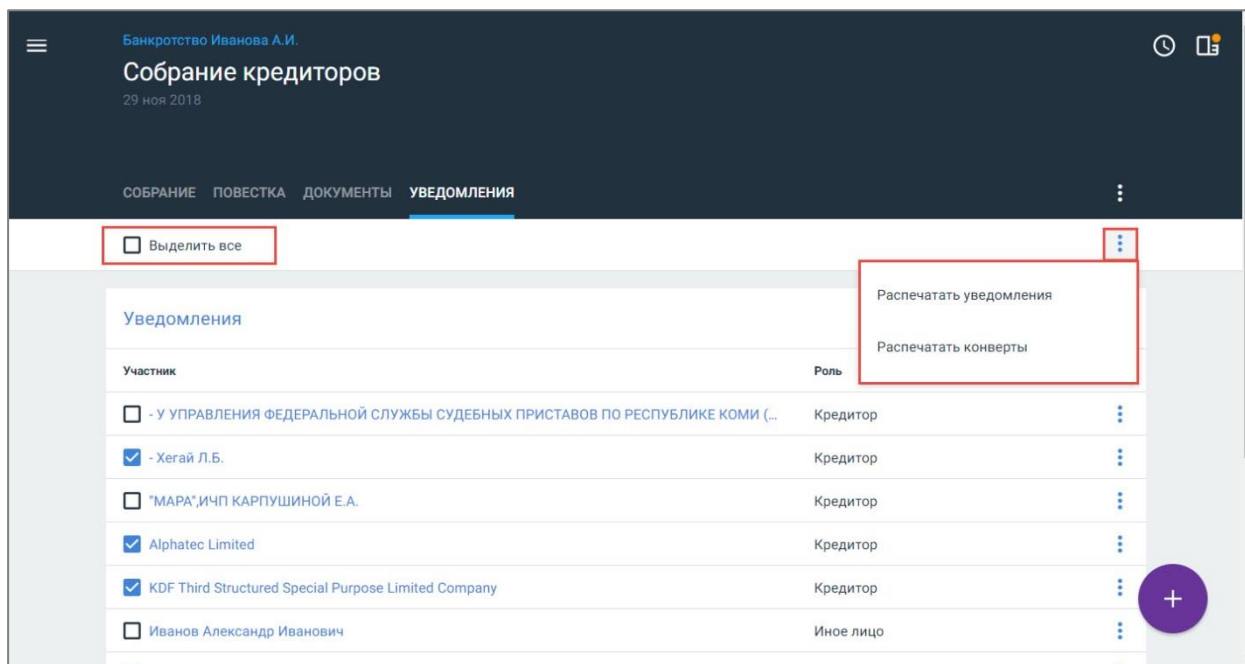 Банкротство Иванова А.И.
Собрание кредиторов
29 ноя 2018
СОБРАНИЕ ПОВЕСТКА ДОКУМЕНТЫ УВЕДОМЛЕНИЯ
Выделить все
Распечатать уведомления
Распечатать конверты
Уведомления
Участник Роль
- У УПРАВЛЕНИЯ ФЕДЕРАЛЬНОЙ СЛУЖБЫ СУДЕБНЫХ ПРИСТАВОВ ПО РЕСПУБЛИКЕ КОМИ (... Кредитор
- Хегай Л.Б. Кредитор
"МАРА",ИЧП КАРПУШИНОЙ Е.А. Кредитор
Alphatec Limited Кредитор
KDF Third Structured Special Purpose Limited Company Кредитор
Иванов Александр Иванович Иное лицо